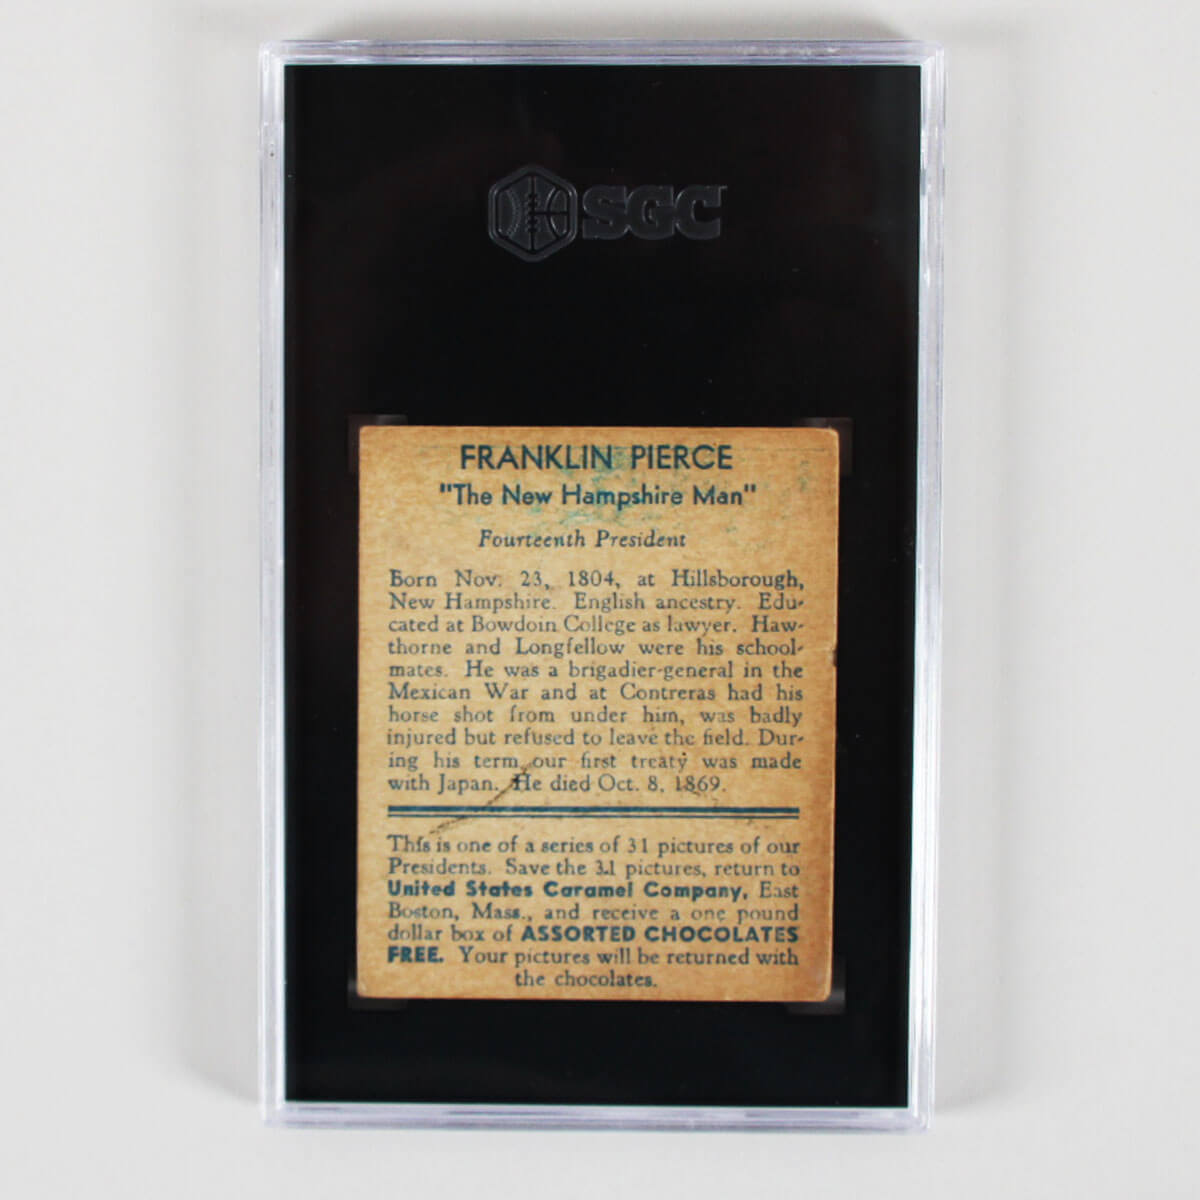 SGC
FRANKLIN PIERCE
"The New Hampshire Man"
Fourteenth President
Born Nov. 23, 1804, at Hillsborough,
New Hampshire. English ancestry. Edu-
cated at Bowdoin College as lawyer. Haw-
thorne and Longfellow were his school-
mates. He was a brigadier-general in the
Mexican War and at Contreras had his
horse shot from under him, was badly
injured but refused to leave the field. Dur-
ing his term our first treaty was made
with Japan. He died Oct. 8, 1869.
This is one of a series of 31 pictures of our
Presidents. Save the 31 pictures, return to
United States Caramel Company, East
Boston, Mass., and receive a one pound
dollar box of ASSORTED CHOCOLATES
FREE. Your pictures will be returned with
the chocolates.